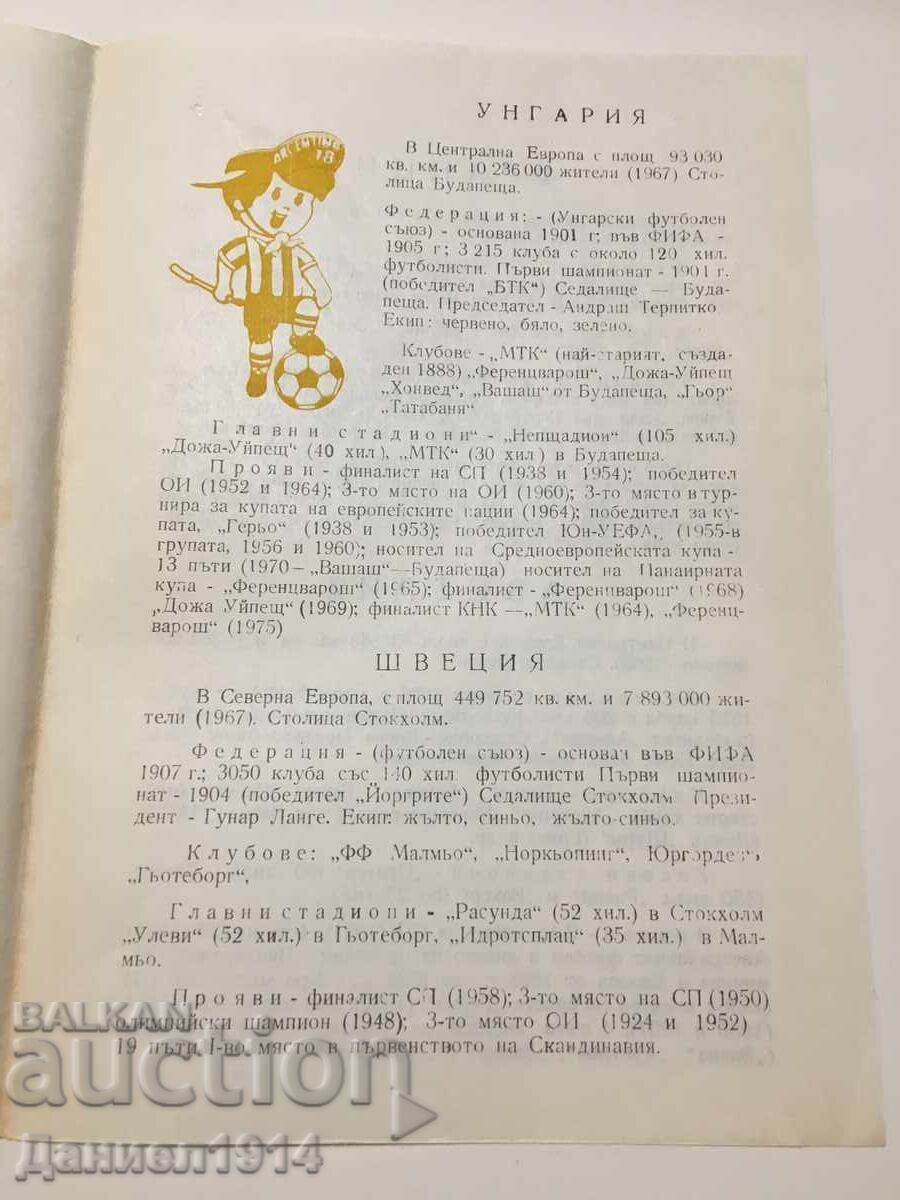 УНГАРИЯ
ARGENTINA
78
В Централна Европа с площ 93 030
кв. км. и 10 236 000 жители (1967) Сто-
лица Будапеща.
Федерация: - (Унгарски футболен
съюз) - основана 1901 г; във ФИФА -
1905 г; 3 215 клуба с около 120 хил.
футболисти. Първи шампионат - 1901 г.
(победител „БТК“) Седалище — Буда-
пеща. Председател - Андраш Терпитко
Екип: червено, бяло, зелено.
Клубове - „МТК“ (най-старият, създа-
ден 1888) „Ференцварош“, „Дожа-Уйпещ
„Хонвед“, „Вашаш“ от Будапеща, „Гьор“
„Татабаня“
Главни стадиони“ - „Непщадион“ (105 хил.)
„Дожа-Уйпещ“ (40 хил), „МТК“ (30 хил) в Будапеща.
Прояви - финалист на СП (1938 и 1954); победител
ОИ (1952 и 1964); 3-то място на ОИ (1960); 3-то място в тур-
нира за купата на европейските нации (1964); победител за ку-
пата, „Герьо“ (1938 и 1953); победител Юн-УЕФА,, (1955-в
групата, 1956 и 1960); носител на Средноевропейската купа -
13 пъти (1970 — „Вашаш“—Будапеща) носител на Панаирната
купа - „Ференцварош“ (1965); финалист - „Ференцварош“ (1968)
„Дожа Уйпещ“ (1969); финалист КНК —„МТК“ (1964), „Ференц-
варош“ (1975)
ШВЕЦИЯ
В Северна Европа, с площ 449 752 кв. км. и 7 893 000 жи-
тели (1967). Столица Стокхолм.
Федерация - (футболен съюз) - основан във ФИФА
1907 г.; 3050 клуба със 140 хил. футболисти Първи шампио-
нат - 1904 (победител „Йоргрите“) Седалище Стокхолм Прези-
дент - Гунар Ланге. Екип: жълто, синьо, жълто-синьо.
Клубове: „ФФ Малмьо“, „Норкьопинг“, Юргорден,
„Гьотеборг“,
Главни стадиони - „Расунда“ (52 хил.) в Стокхолм
„Улеви“ (52 хил.) в Гьотеборг, „Идротсплац“ (35 хил.) в Мал-
мьо.
Прояви - финалист СП (1958); 3-то място на СП (1950)
олимпийски шампион (1948); 3-то място ОИ (1924 и 1952)
19 пъти I-во място в първенството на Скандинавия.
BALKAN
auction
Даниел1914